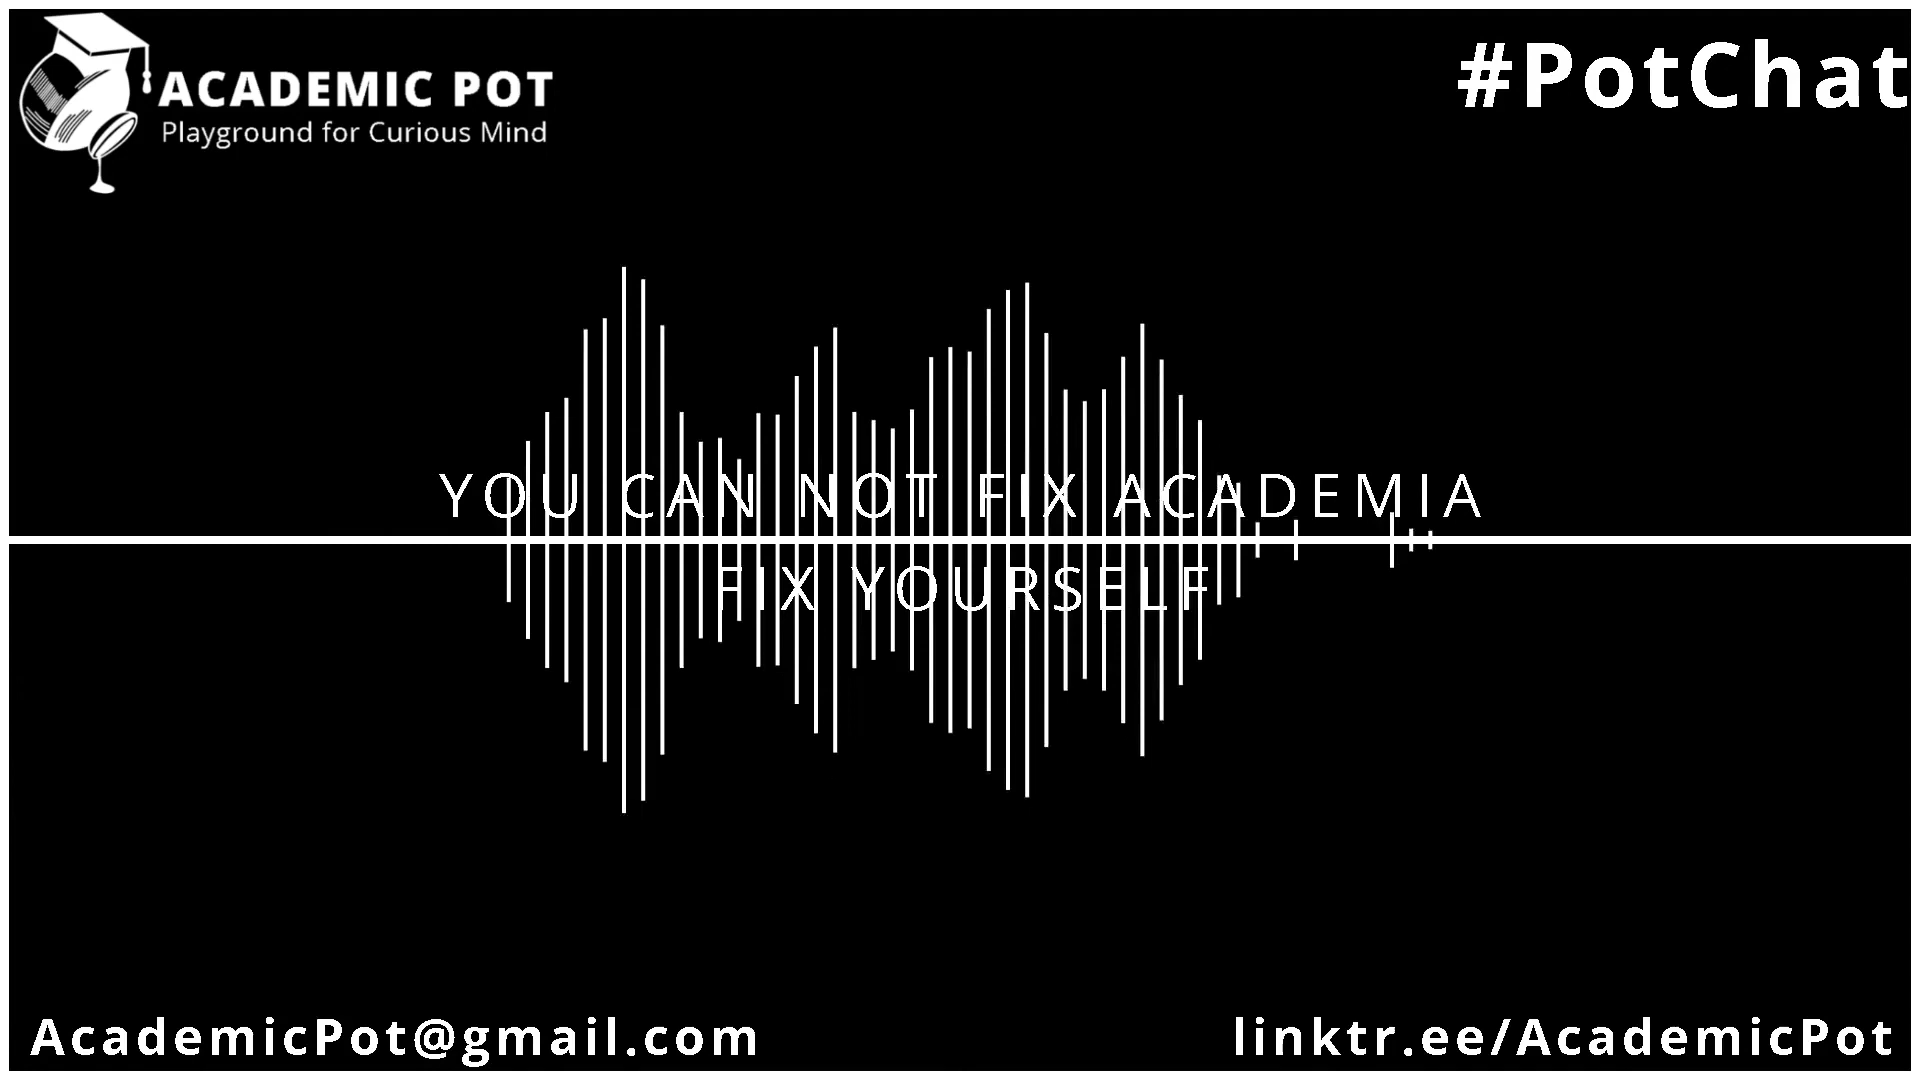 ACADEMIC POT
Playground for Curious Mind
#PotChat
YOU CAN NOT FIX ACADEMIA
FIX YOURSELF
AcademicPot@gmail.com
linktr.ee/AcademicPot